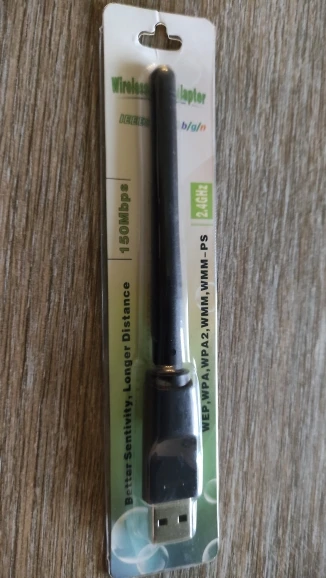 Wireless
b/g/n
150Mbps
2.4GHz
Better Sentivity, Longer Distance
WEP,WPA,WPA2,WMM,WMM-PS